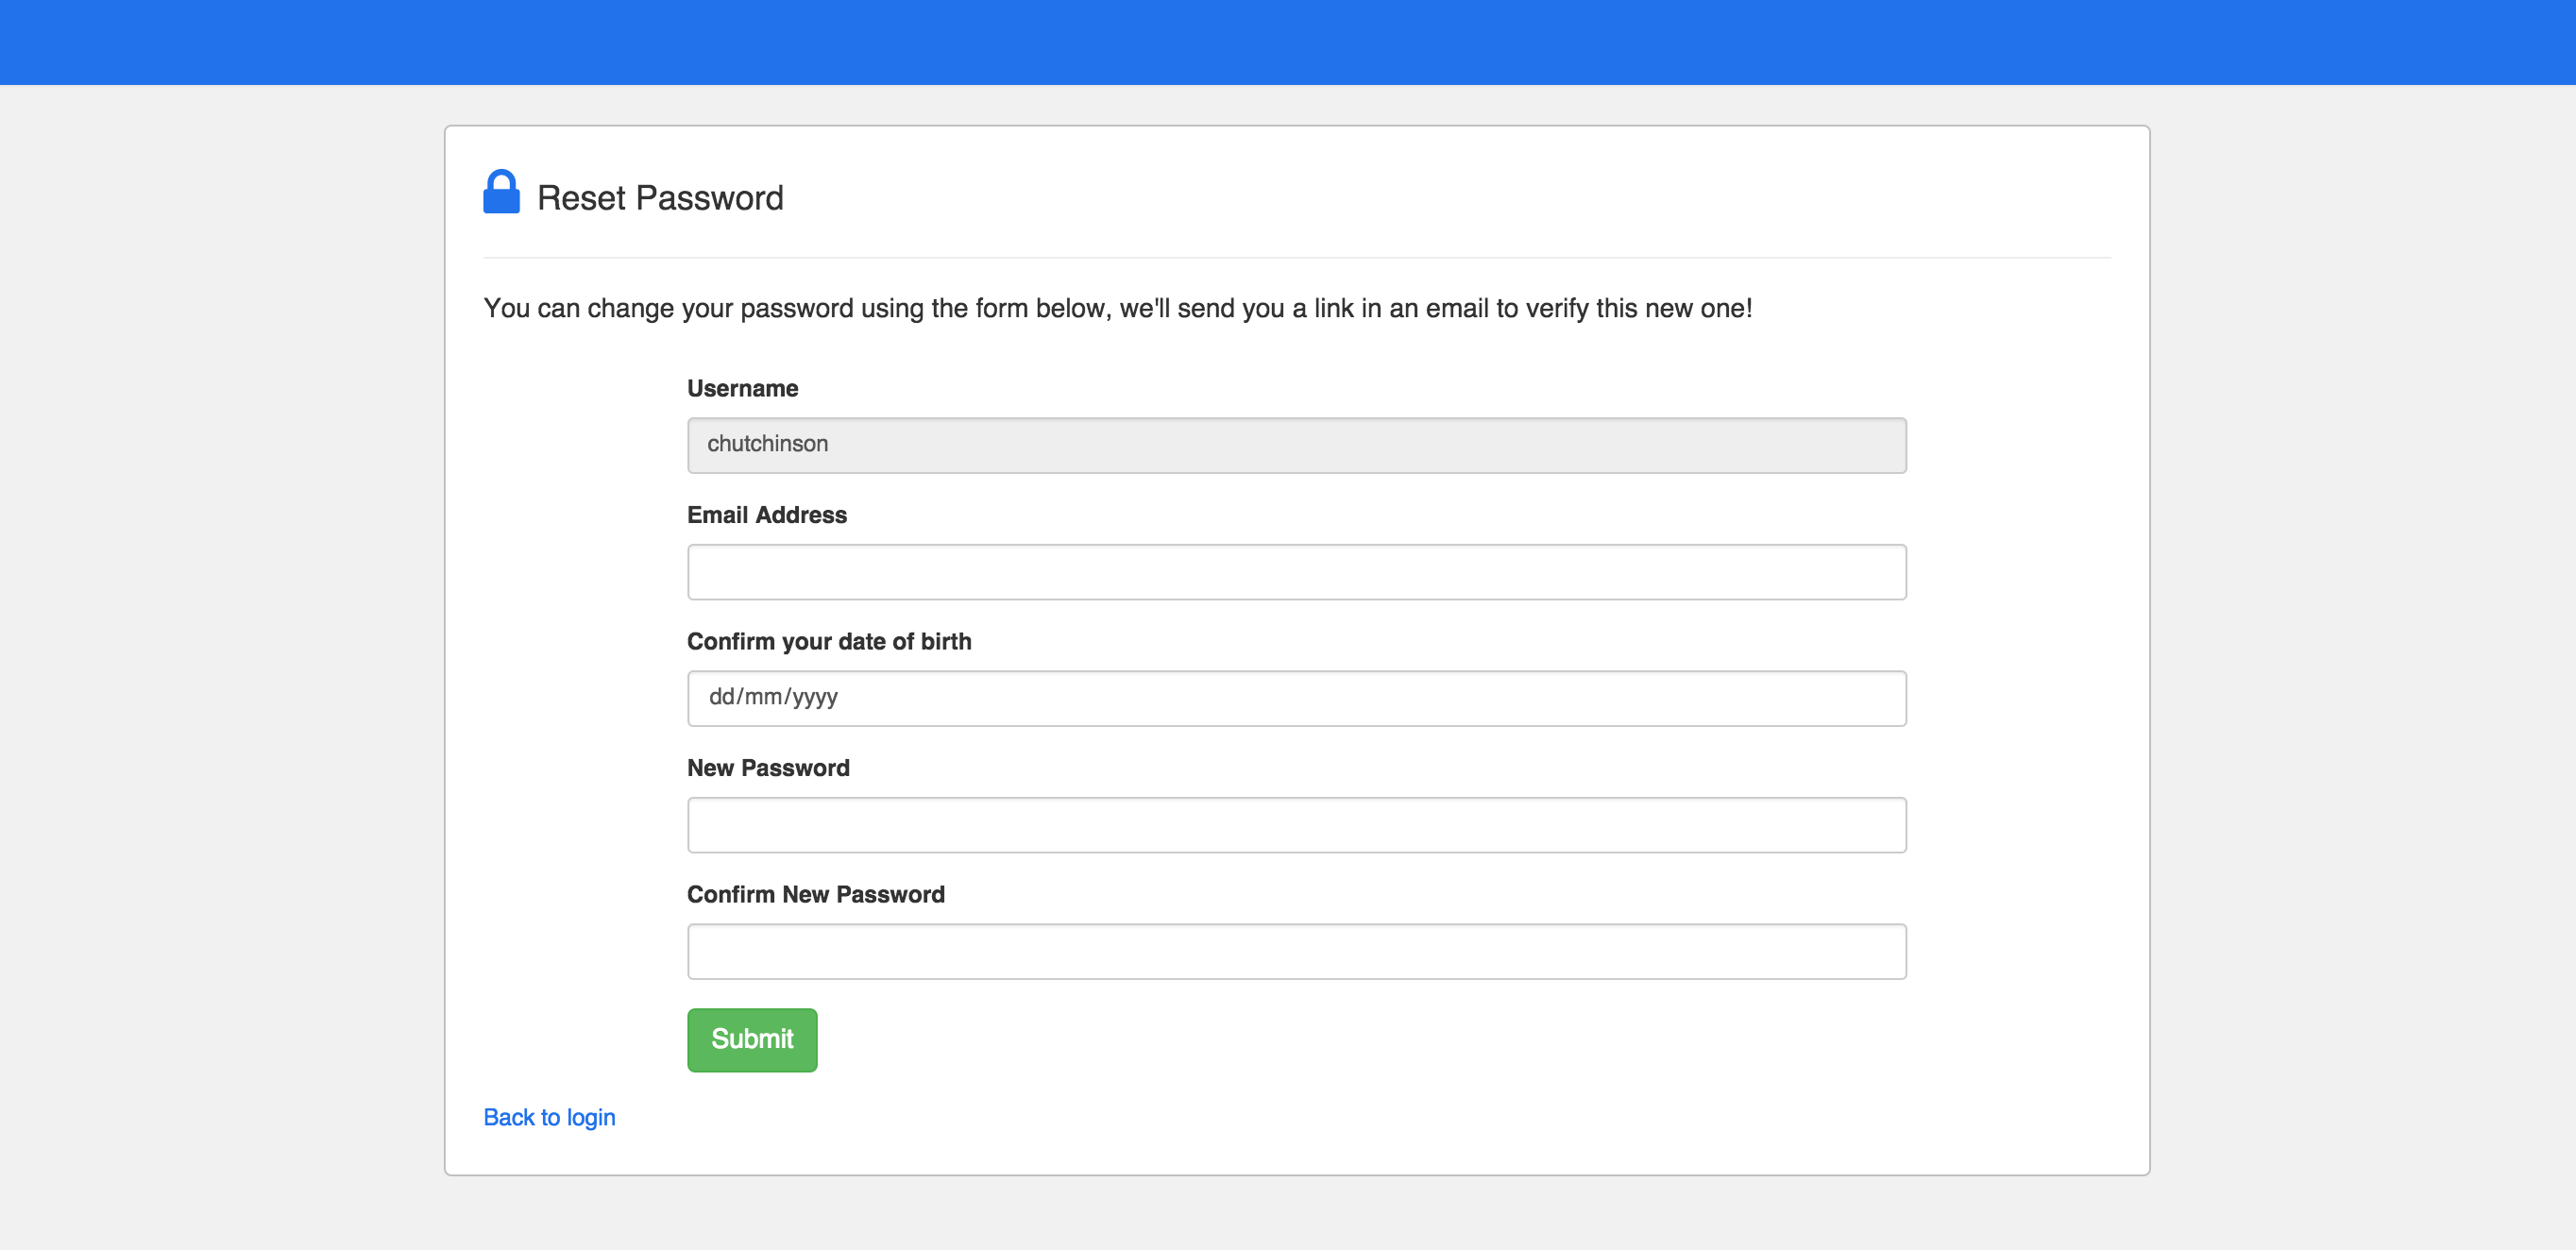 Reset Password
You can change your password using the form below, we'll send you a link in an email to verify this new one!
Username
chutchinson
Email Address
Confirm your date of birth
dd/mm/yyyy
New Password
Confirm New Password
Submit
Back to login